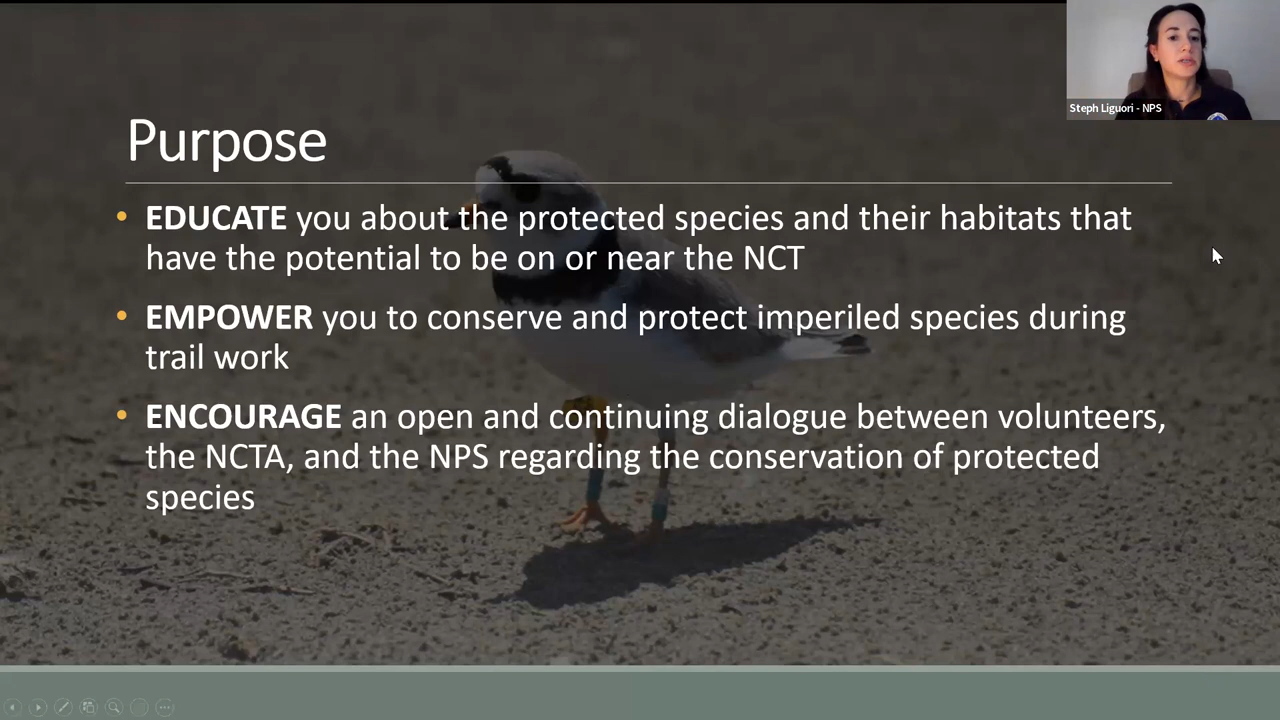 Steph Liguori - NPS
Purpose
• EDUCATE you about the protected species and their habitats that
have the potential to be on or near the NCT
• EMPOWER you to conserve and protect imperiled species during
trail work
• ENCOURAGE an open and continuing dialogue between volunteers,
the NCTA, and the NPS regarding the conservation of protected
species